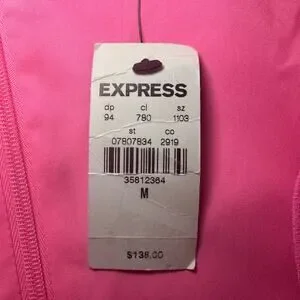 EXPRESS
dp cl sz
94 780 1103
st co
07807834 2919
35812364
M
$138.00